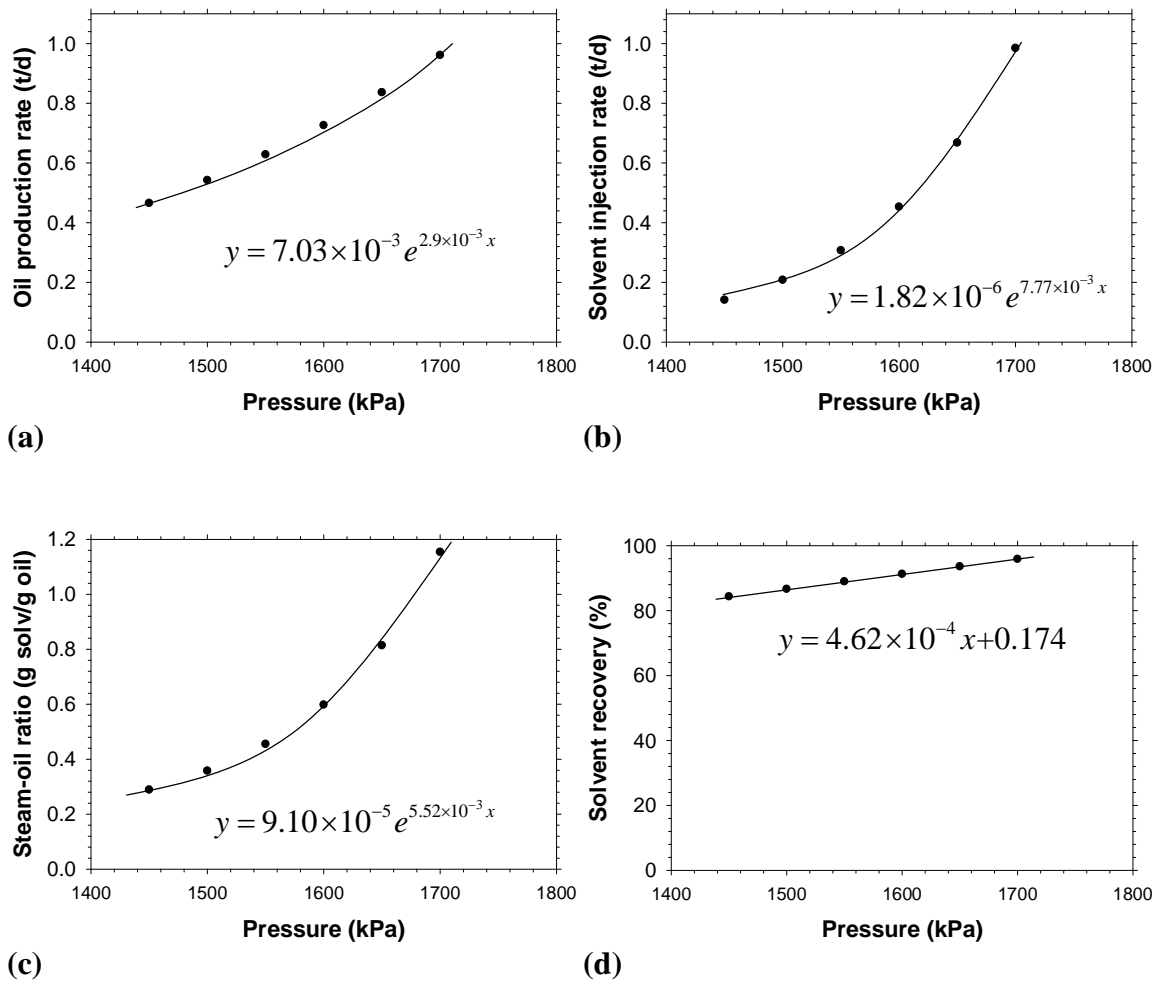 Oil production rate (t/d)
1.0
0.8
0.6
0.4
0.2
0.0
y = 7.03×10⁻³ e^{2.9×10⁻³ x}
1400 1500 1600 1700 1800
Pressure (kPa)
(a)
Solvent injection rate (t/d)
1.0
0.8
0.6
0.4
0.2
0.0
y = 1.82×10⁻⁶ e^{7.77×10⁻³ x}
1400 1500 1600 1700 1800
Pressure (kPa)
(b)
Steam-oil ratio (g solv/g oil)
1.2
1.0
0.8
0.6
0.4
0.2
0.0
y = 9.10×10⁻⁵ e^{5.52×10⁻³ x}
1400 1500 1600 1700 1800
Pressure (kPa)
(c)
Solvent recovery (%)
100
80
60
40
20
0
y = 4.62×10⁻⁴ x+0.174
1400 1500 1600 1700 1800
Pressure (kPa)
(d)